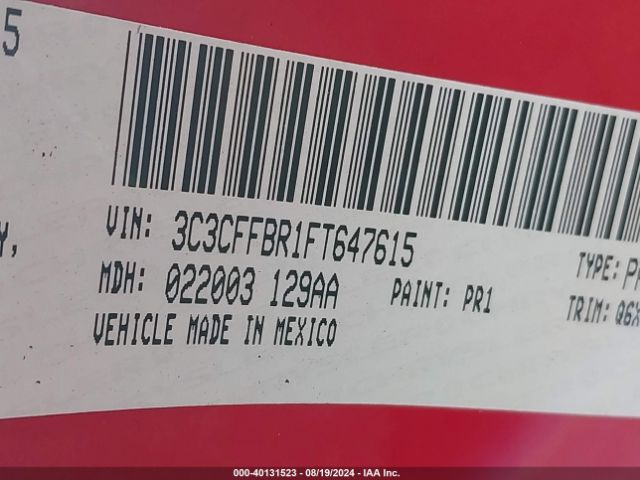 5
Y,
VIN: 3C3CFFBR1FT647615
TYPE:
MDH: 022003 129AA PAINT: PR1 TRIM: Q6X
VEHICLE MADE IN MEXICO
000-40131523 - 08/19/2024 - IAA Inc.